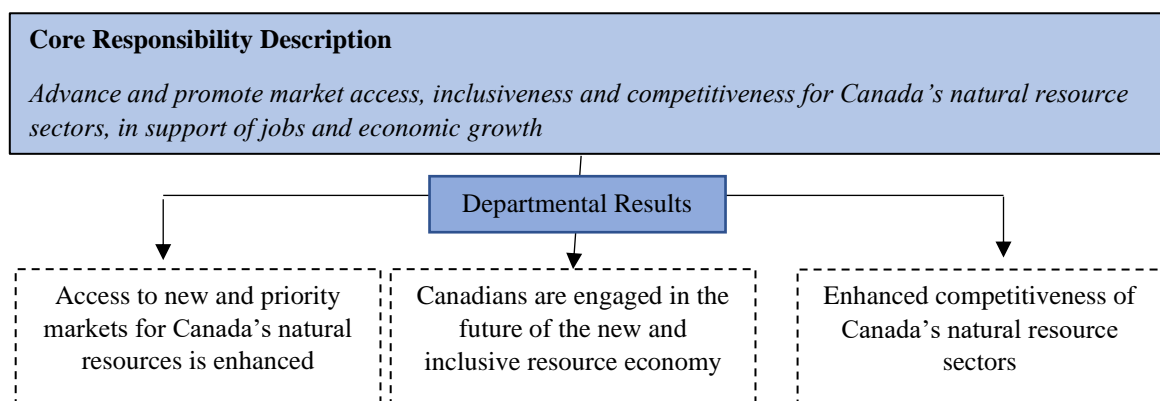 Core Responsibility Description
Advance and promote market access, inclusiveness and competitiveness for Canada’s natural resource
sectors, in support of jobs and economic growth
Departmental Results
Access to new and priority
markets for Canada’s natural
resources is enhanced
Canadians are engaged in the
future of the new and
inclusive resource economy
Enhanced competitiveness of
Canada’s natural resource
sectors